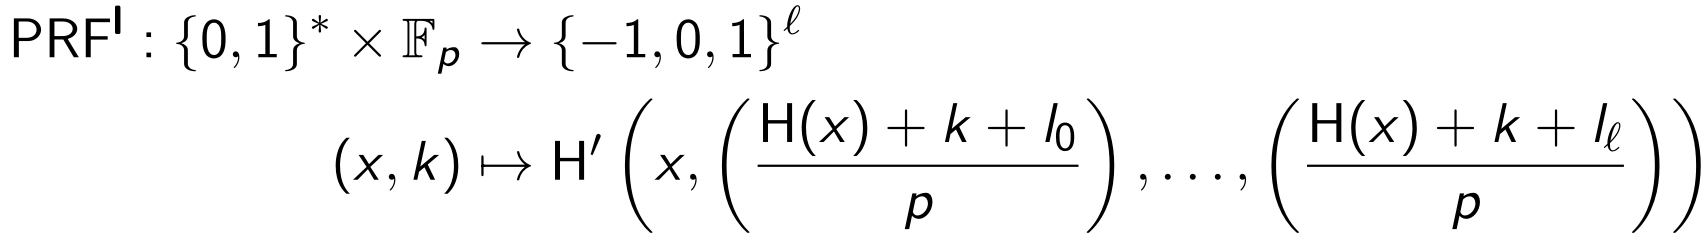 PRF^I : {0, 1}* × 𝔽_p → {−1, 0, 1}^ℓ
(x, k) ↦ H′ (x, ((H(x) + k + I_0)/p), . . . , ((H(x) + k + I_ℓ)/p))